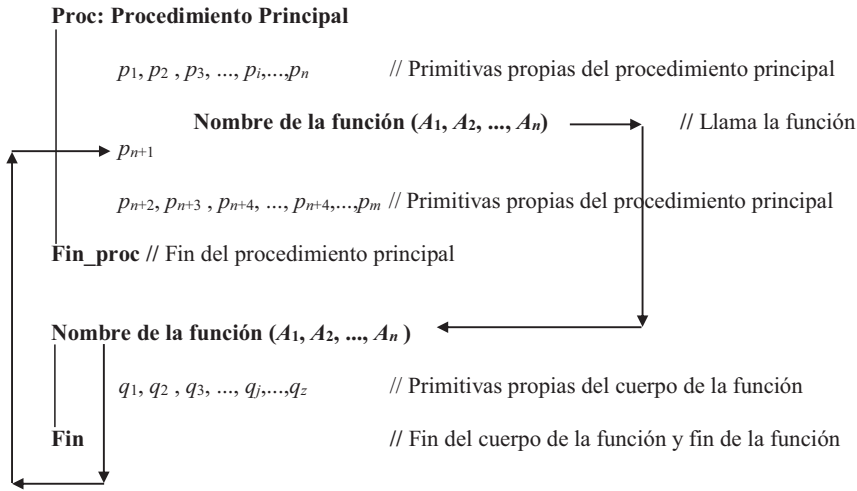 Proc: Procedimiento Principal
p1, p2 , p3, ..., pi,...,pn // Primitivas propias del procedimiento principal
Nombre de la función (A1, A2, ..., An) // Llama la función
pn+1
pn+2, pn+3 , pn+4, ..., pn+4,...,pm // Primitivas propias del procedimiento principal
Fin_proc // Fin del procedimiento principal
Nombre de la función (A1, A2, ..., An )
q1, q2 , q3, ..., qj,...,qz // Primitivas propias del cuerpo de la función
Fin // Fin del cuerpo de la función y fin de la función